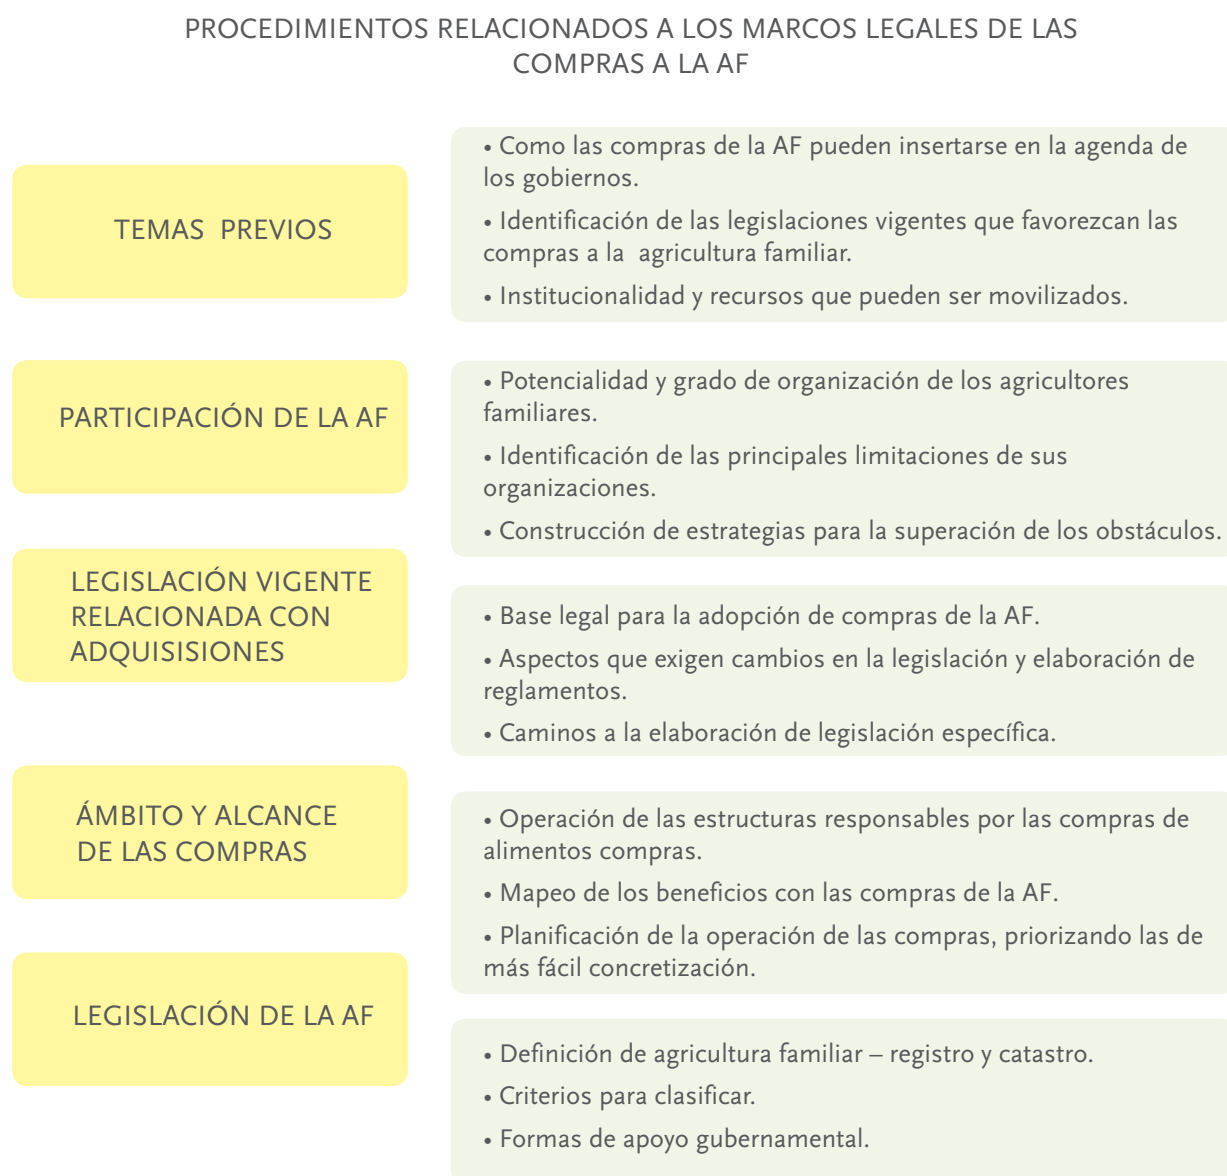 PROCEDIMIENTOS RELACIONADOS A LOS MARCOS LEGALES DE LAS
COMPRAS A LA AF
TEMAS PREVIOS
• Como las compras de la AF pueden insertarse en la agenda de
los gobiernos.
• Identificación de las legislaciones vigentes que favorezcan las
compras a la agricultura familiar.
• Institucionalidad y recursos que pueden ser movilizados.
PARTICIPACIÓN DE LA AF
• Potencialidad y grado de organización de los agricultores
familiares.
• Identificación de las principales limitaciones de sus
organizaciones.
• Construcción de estrategias para la superación de los obstáculos.
LEGISLACIÓN VIGENTE
RELACIONADA CON
ADQUISISIONES
• Base legal para la adopción de compras de la AF.
• Aspectos que exigen cambios en la legislación y elaboración de
reglamentos.
• Caminos a la elaboración de legislación específica.
ÁMBITO Y ALCANCE
DE LAS COMPRAS
• Operación de las estructuras responsables por las compras de
alimentos compras.
• Mapeo de los beneficios con las compras de la AF.
• Planificación de la operación de las compras, priorizando las de
más fácil concretización.
LEGISLACIÓN DE LA AF
• Definición de agricultura familiar – registro y catastro.
• Criterios para clasificar.
• Formas de apoyo gubernamental.